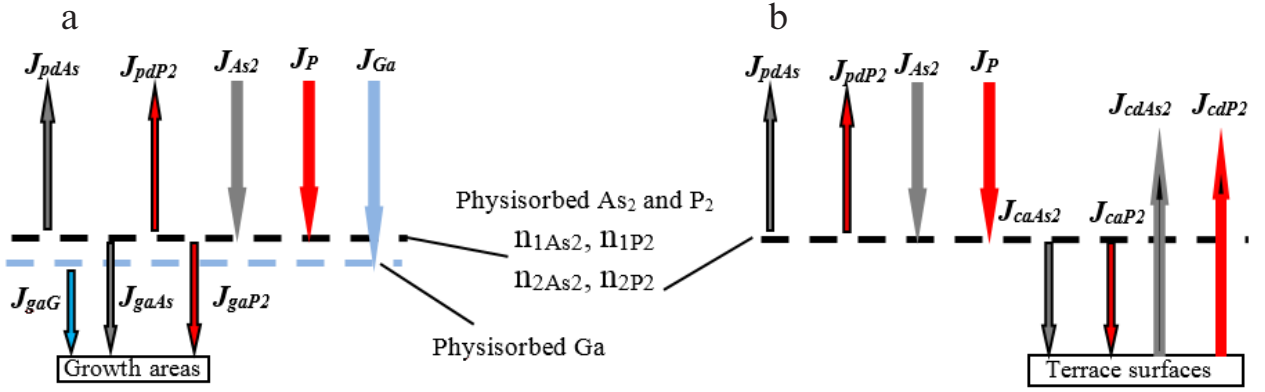 a
b
JpdAs JpdP2 JAs2 JP JGa
JpdAs JpdP2 JAs2 JP
JcdAs2 JcdP2
Physisorbed As2 and P2
n1As2, n1P2
n2As2, n2P2
JcaAs2 JcaP2
JgaG JgaAs JgaP2
Physisorbed Ga
Growth areas
Terrace surfaces